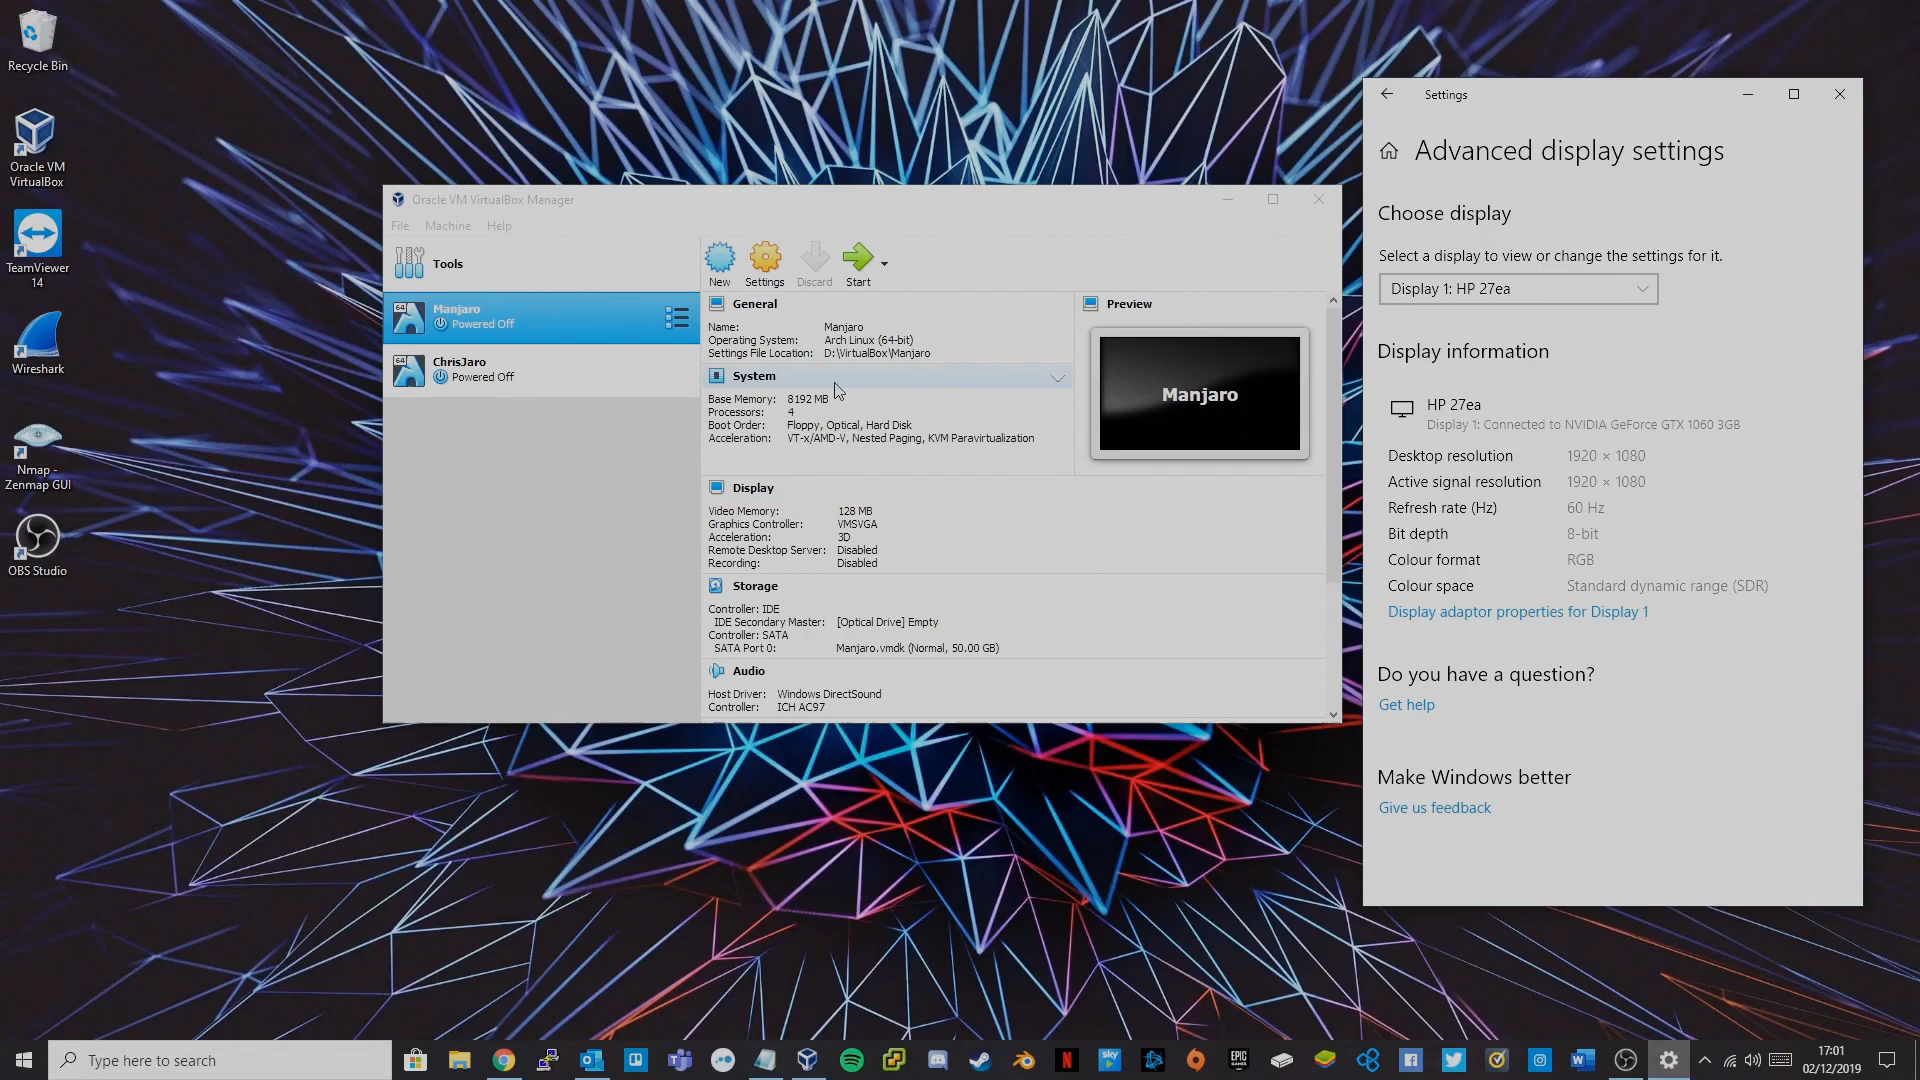 Recycle Bin
Oracle VM
VirtualBox
TeamViewer
14
Wireshark
Nmap -
Zenmap GUI
OBS Studio
Oracle VM VirtualBox Manager
File Machine Help
Tools
New Settings Discard Start
64
Manjaro
Powered Off
64
ChrisJaro
Powered Off
General
Name: Manjaro
Operating System: Arch Linux (64-bit)
Settings File Location: D:\VirtualBox\Manjaro
System
Base Memory: 8192 MB
Processors: 4
Boot Order: Floppy, Optical, Hard Disk
Acceleration: VT-x/AMD-V, Nested Paging, KVM Paravirtualization
Preview
Manjaro
Display
Video Memory: 128 MB
Graphics Controller: VMSVGA
Acceleration: 3D
Remote Desktop Server: Disabled
Recording: Disabled
Storage
Controller: IDE
IDE Secondary Master: [Optical Drive] Empty
Controller: SATA
SATA Port 0: Manjaro.vmdk (Normal, 50.00 GB)
Audio
Host Driver: Windows DirectSound
Controller: ICH AC97
Settings
Advanced display settings
Choose display
Select a display to view or change the settings for it.
Display 1: HP 27ea
Display information
HP 27ea
Display 1: Connected to NVIDIA GeForce GTX 1060 3GB
Desktop resolution 1920 × 1080
Active signal resolution 1920 × 1080
Refresh rate (Hz) 60 Hz
Bit depth 8-bit
Colour format RGB
Colour space Standard dynamic range (SDR)
Display adaptor properties for Display 1
Do you have a question?
Get help
Make Windows better
Give us feedback
Type here to search
sky
EPIC
17:01
02/12/2019